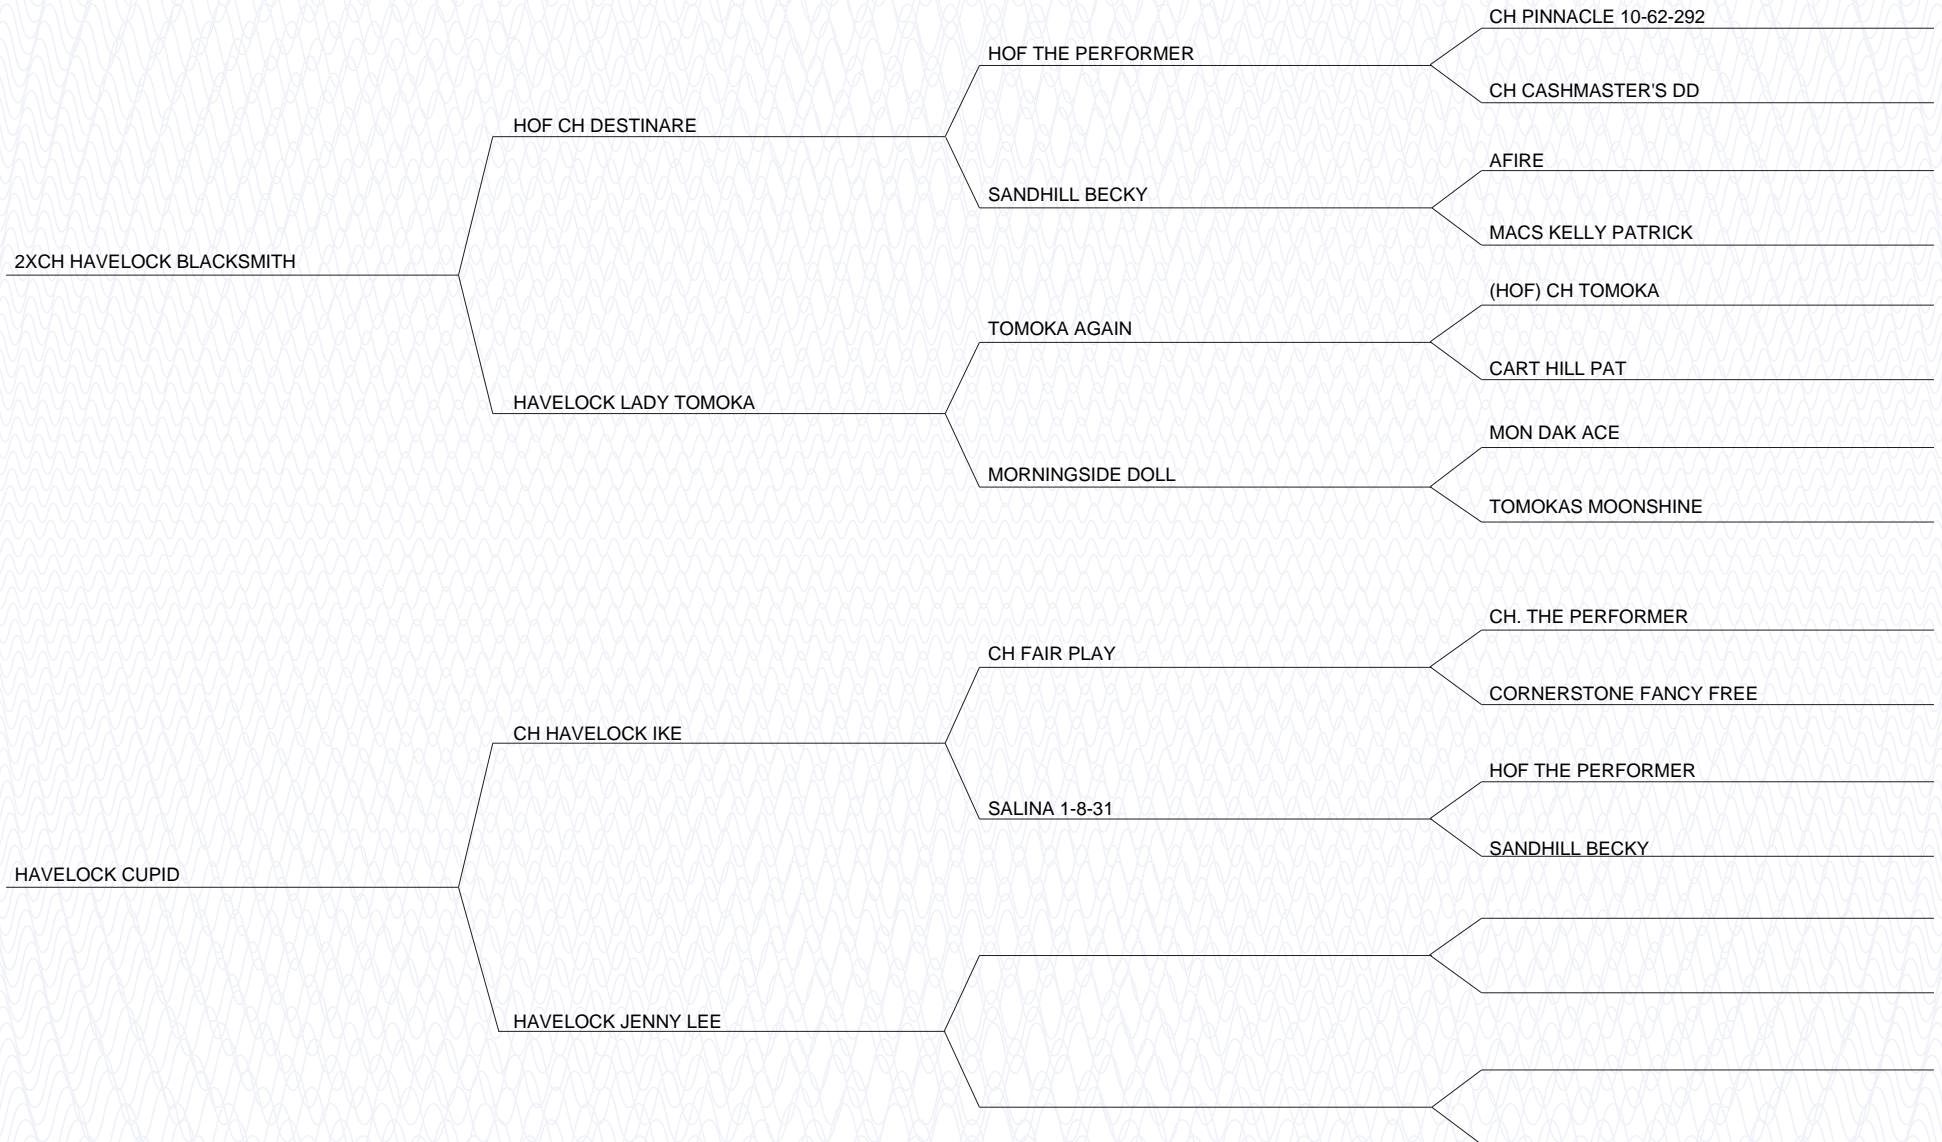 CH PINNACLE 10-62-292
HOF THE PERFORMER
CH CASHMASTER'S DD
HOF CH DESTINARE
AFIRE
SANDHILL BECKY
MACS KELLY PATRICK
2XCH HAVELOCK BLACKSMITH
(HOF) CH TOMOKA
TOMOKA AGAIN
CART HILL PAT
HAVELOCK LADY TOMOKA
MON DAK ACE
MORNINGSIDE DOLL
TOMOKAS MOONSHINE
CH. THE PERFORMER
CH FAIR PLAY
CORNERSTONE FANCY FREE
CH HAVELOCK IKE
HOF THE PERFORMER
SALINA 1-8-31
SANDHILL BECKY
HAVELOCK CUPID
HAVELOCK JENNY LEE